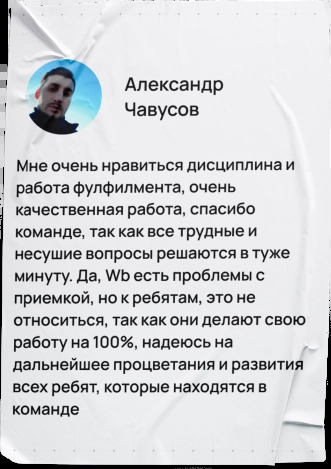 Александр
Чавусов
Мне очень нравиться дисциплина и
работа фулфилмента, очень
качественная работа, спасибо
команде, так как все трудные и
несушие вопросы решаются в туже
минуту. Да, Wb есть проблемы с
приемкой, но к ребятам, это не
относиться, так как они делают свою
работу на 100%, надеюсь на
дальнейшее процветания и развития
всех ребят, которые находятся в
команде